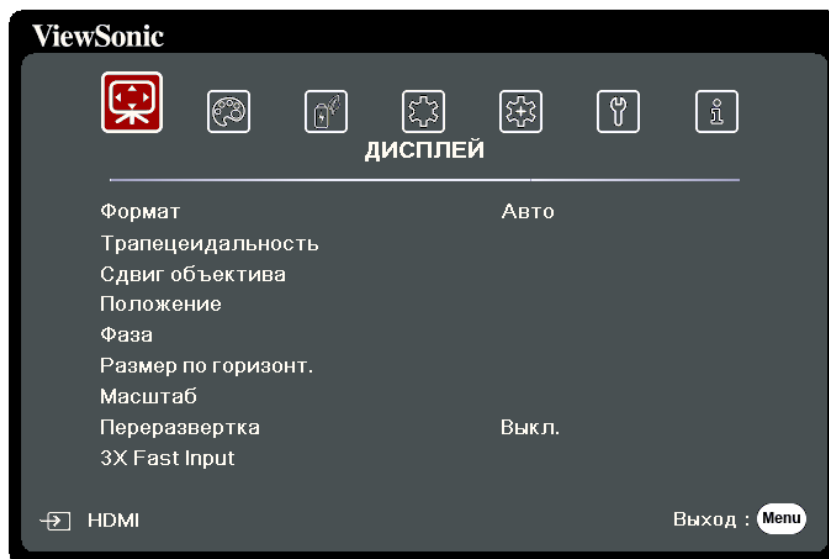 ViewSonic
ДИСПЛЕЙ
Формат Авто
Трапецеидальность
Сдвиг объектива
Положение
Фаза
Размер по горизонт.
Масштаб
Переразвертка Выкл.
3X Fast Input
HDMI Выход : Menu